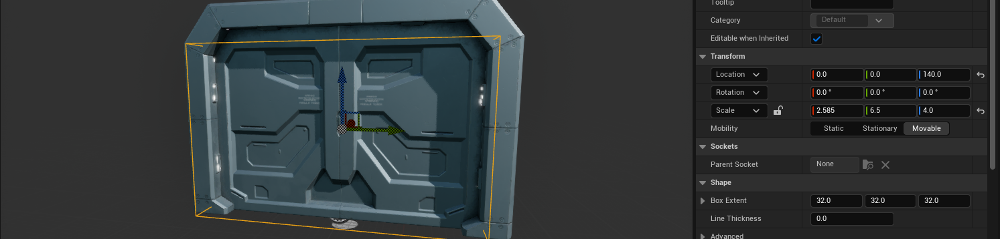 Tooltip
Category Default
Editable when Inherited
Transform
Location 0.0 0.0 140.0
Rotation 0.0 ° 0.0 ° 0.0 °
Scale 2.585 6.5 4.0
Mobility Static Stationary Movable
Sockets
Parent Socket None
Shape
Box Extent 32.0 32.0 32.0
Line Thickness 0.0
Advanced